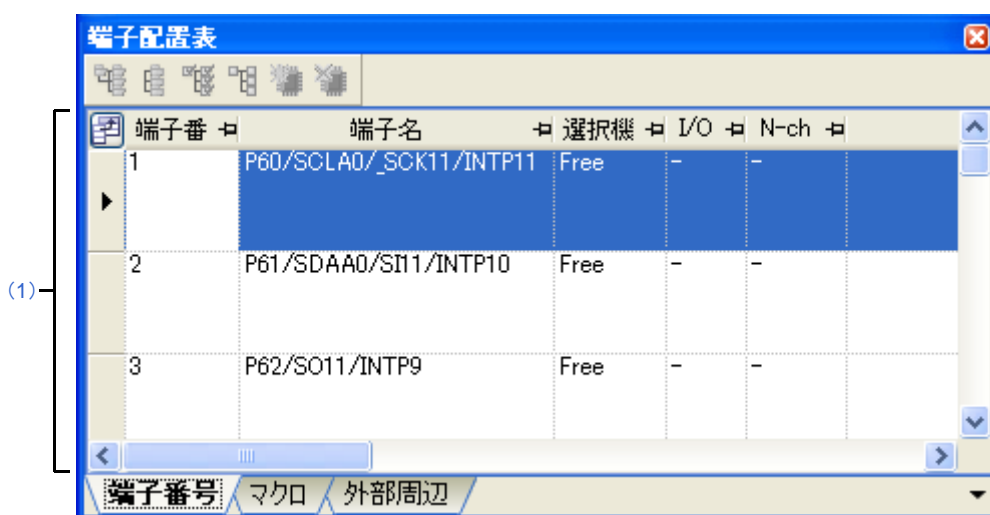 端子配置表
端子番 端子名 選択機 I/O N-ch
1 P60/SCLA0/_SCK11/INTP11 Free - -
(1)
2 P61/SDAA0/SI11/INTP10 Free - -
3 P62/SO11/INTP9 Free - -
端子番号 マクロ 外部周辺